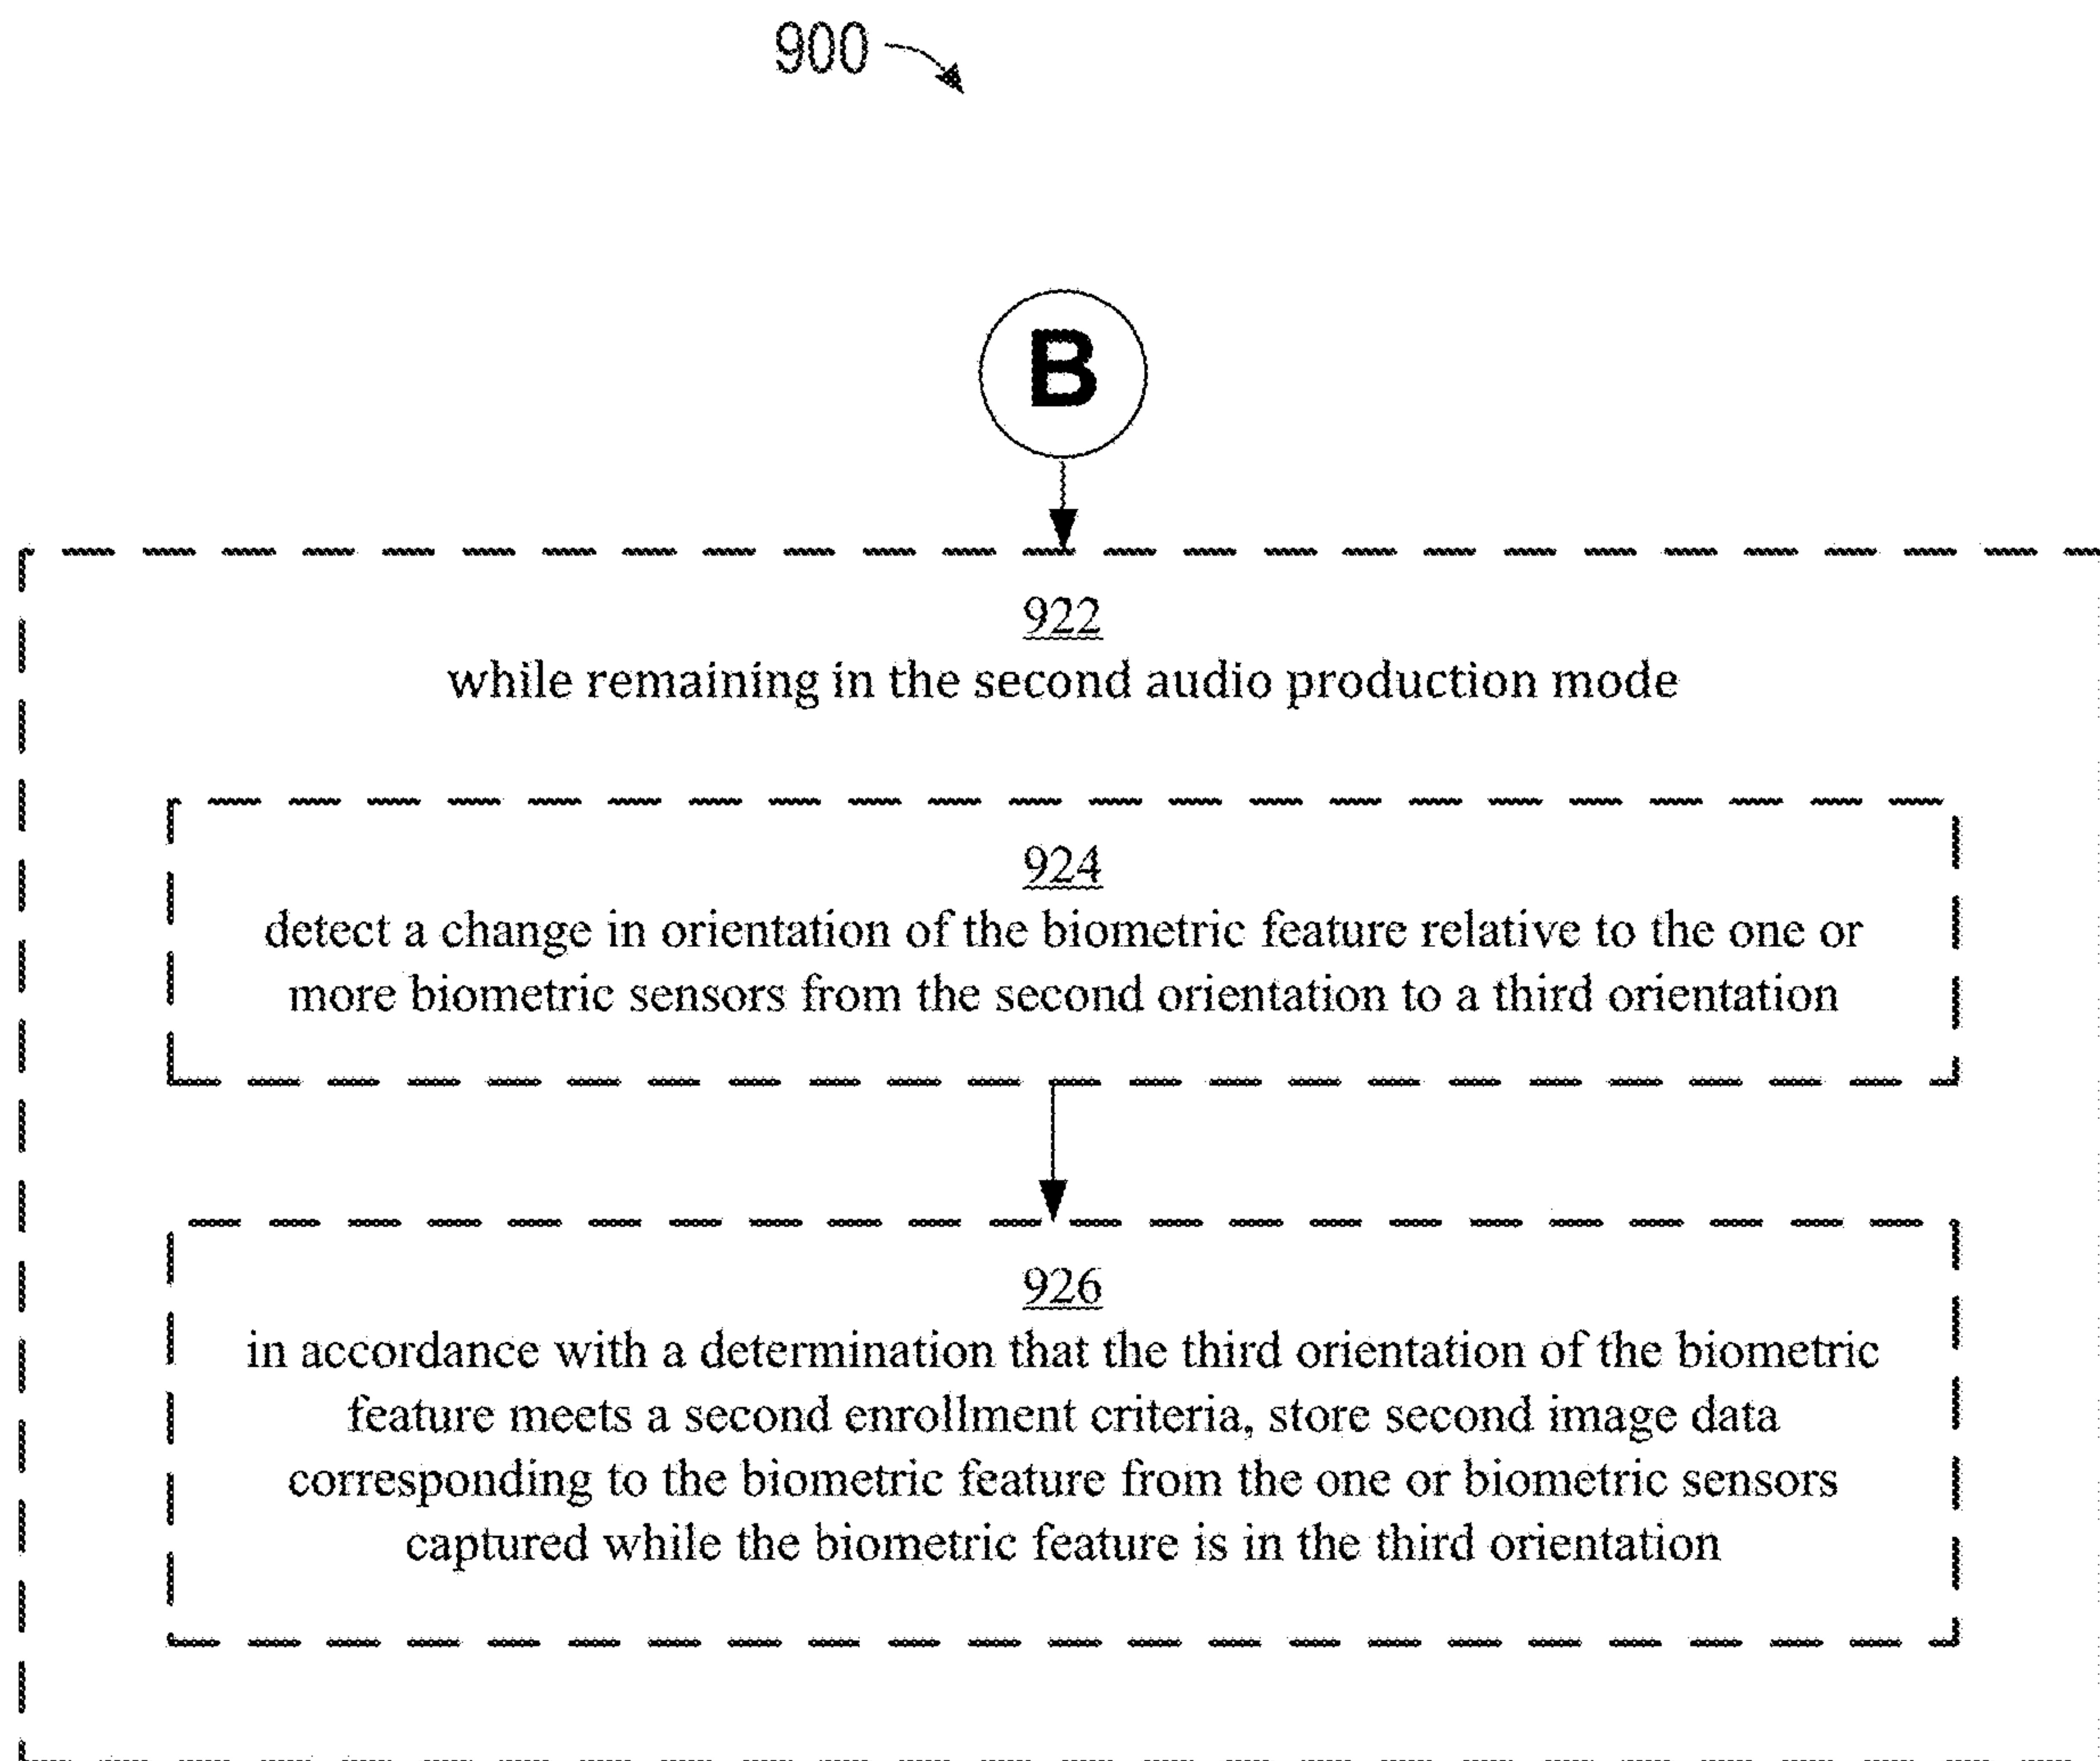 900
B
922
while remaining in the second audio production mode
924
detect a change in orientation of the biometric feature relative to the one or
more biometric sensors from the second orientation to a third orientation
926
in accordance with a determination that the third orientation of the biometric
feature meets a second enrollment criteria, store second image data
corresponding to the biometric feature from the one or biometric sensors
captured while the biometric feature is in the third orientation